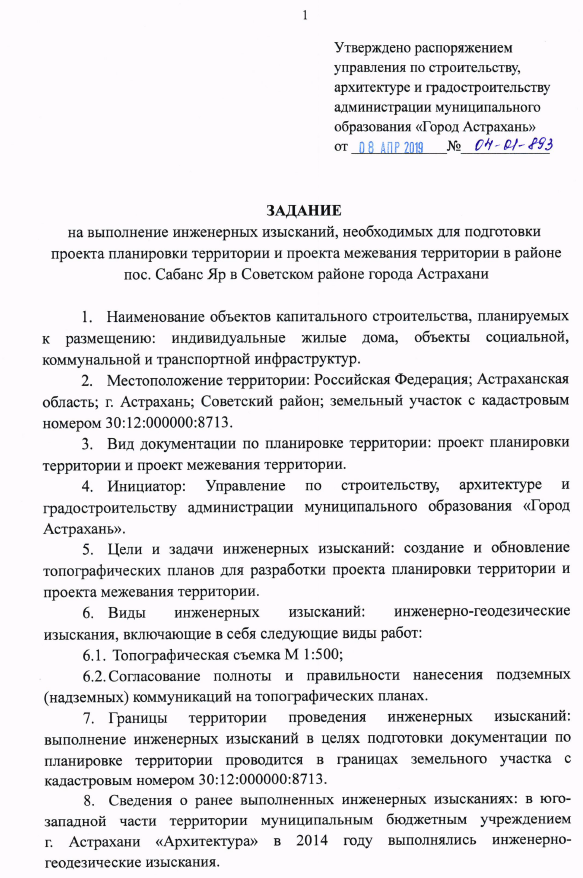 1
Утверждено распоряжением
управления по строительству,
архитектуре и градостроительству
администрации муниципального
образования «Город Астрахань»
от 08 АПР 2019 № 04-01-893
ЗАДАНИЕ
на выполнение инженерных изысканий, необходимых для подготовки
проекта планировки территории и проекта межевания территории в районе
пос. Сабанс Яр в Советском районе города Астрахани
1. Наименование объектов капитального строительства, планируемых
к размещению: индивидуальные жилые дома, объекты социальной,
коммунальной и транспортной инфраструктур.
2. Местоположение территории: Российская Федерация; Астраханская
область; г. Астрахань; Советский район; земельный участок с кадастровым
номером 30:12:000000:8713.
3. Вид документации по планировке территории: проект планировки
территории и проект межевания территории.
4. Инициатор: Управление по строительству, архитектуре и
градостроительству администрации муниципального образования «Город
Астрахань».
5. Цели и задачи инженерных изысканий: создание и обновление
топографических планов для разработки проекта планировки территории и
проекта межевания территории.
6. Виды инженерных изысканий: инженерно-геодезические
изыскания, включающие в себя следующие виды работ:
6.1. Топографическая съемка М 1:500;
6.2. Согласование полноты и правильности нанесения подземных
(надземных) коммуникаций на топографических планах.
7. Границы территории проведения инженерных изысканий:
выполнение инженерных изысканий в целях подготовки документации по
планировке территории проводится в границах земельного участка с
кадастровым номером 30:12:000000:8713.
8. Сведения о ранее выполненных инженерных изысканиях: в юго-
западной части территории муниципальным бюджетным учреждением
г. Астрахани «Архитектура» в 2014 году выполнялись инженерно-
геодезические изыскания.